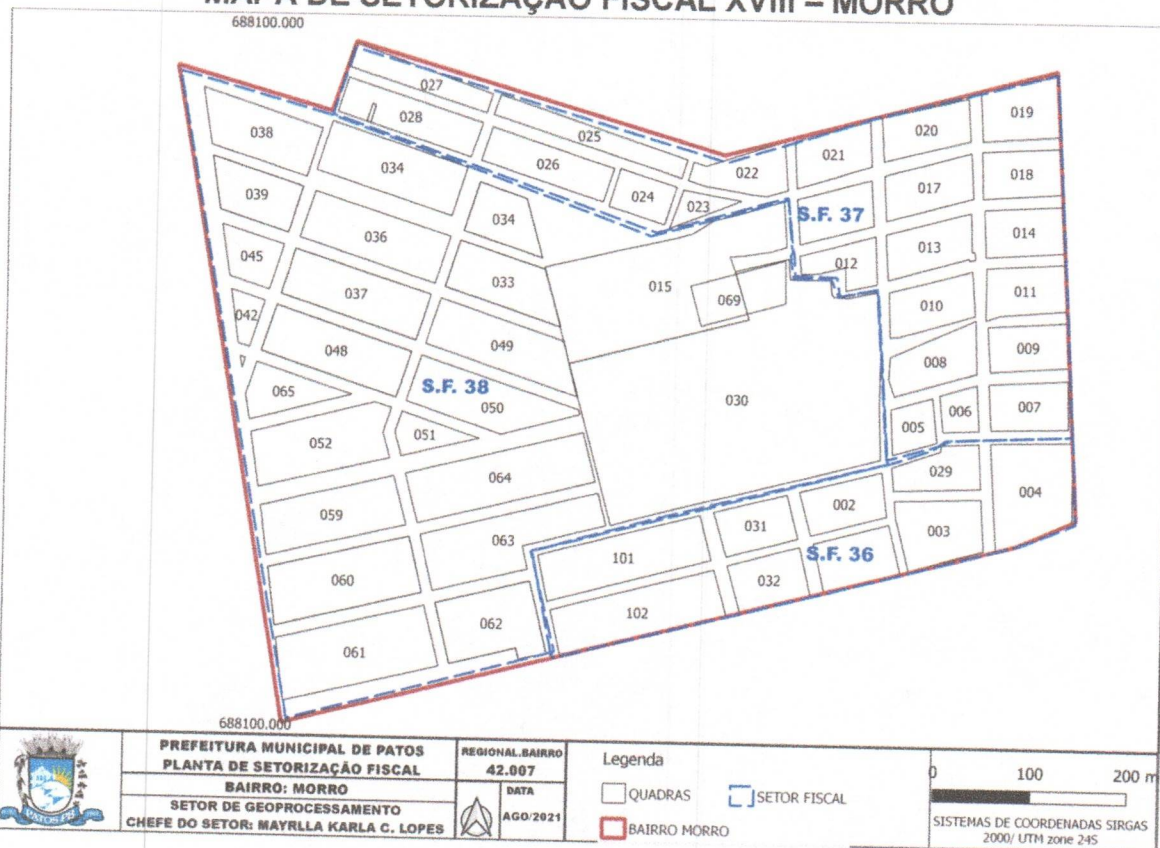 MAPA DE SETORIZAÇÃO FISCAL XVIII – MORRO
688100.000
027
028
025
026
024
023
022
021
020
019
038
034
039
036
034
017
018
S.F. 37
045
033
015
012
013
014
037
069
010
011
042
048
049
008
009
065
S.F. 38
050
030
005
006
007
052
051
064
029
004
059
063
101
031
002
003
060
S.F. 36
061
062
102
032
688100.000
PATOS-PB
PREFEITURA MUNICIPAL DE PATOS
PLANTA DE SETORIZAÇÃO FISCAL
BAIRRO: MORRO
SETOR DE GEOPROCESSAMENTO
CHEFE DO SETOR: MAYRLLA KARLA C. LOPES
REGIONAL.BAIRRO
42.007
DATA
AGO/2021
Legenda
QUADRAS
SETOR FISCAL
BAIRRO MORRO
0 100 200 m
SISTEMAS DE COORDENADAS SIRGAS
2000/ UTM zone 24S